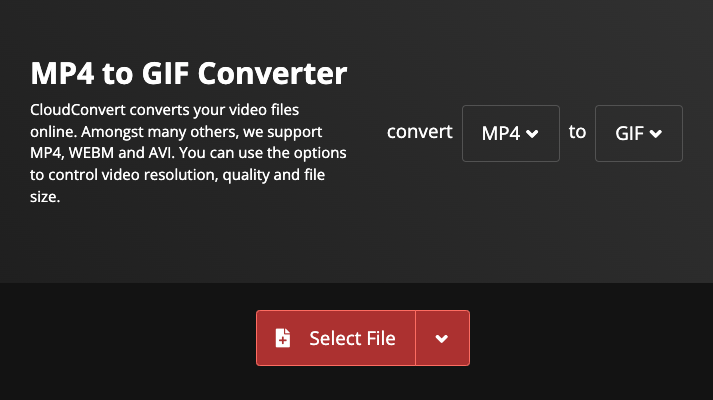 MP4 to GIF Converter
CloudConvert converts your video files
online. Amongst many others, we support
MP4, WEBM and AVI. You can use the options
to control video resolution, quality and file
size.
convert MP4 to GIF
Select File